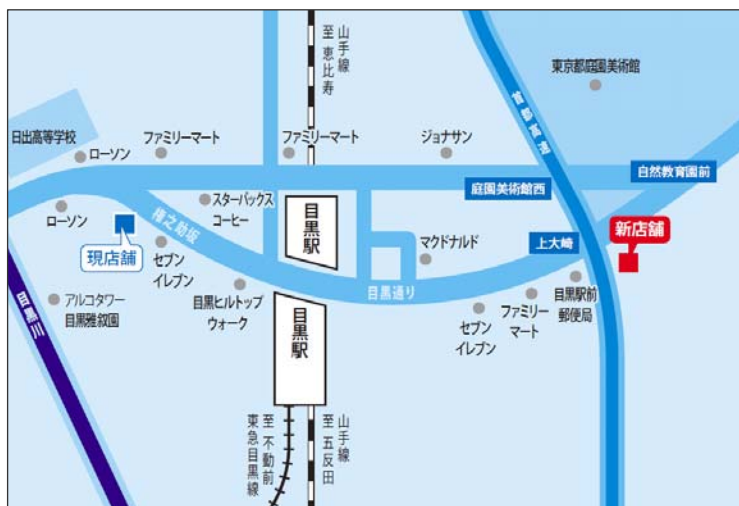 山手線
至 恵比寿
東京都庭園美術館
首都高速
日出高等学校
ファミリーマート
ファミリーマート
ジョナサン
ローソン
自然教育園前
庭園美術館西
スターバックス
コーヒー
ローソン
権之助坂
目黒駅
新店舗
現店舗
セブン
イレブン
マクドナルド
上大崎
目黒ヒルトップ
ウォーク
目黒通り
目黒駅前
郵便局
アルコタワー
目黒雅叙園
目黒川
目黒駅
セブン
イレブン
ファミリー
マート
山手線
至 五反田
至 不動前
東急目黒線